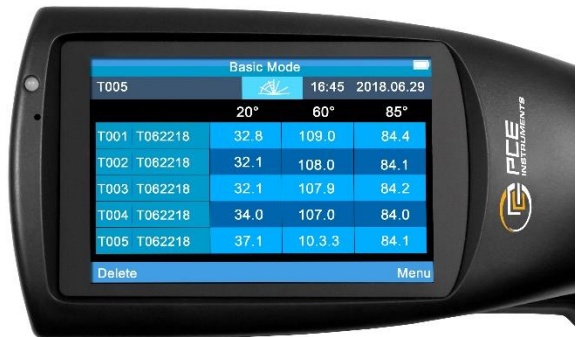 Basic Mode
T005 16:45 2018.06.29
20° 60° 85°
T001 T062218 32.8 109.0 84.4
T002 T062218 32.1 108.0 84.1
T003 T062218 32.1 107.9 84.2
T004 T062218 34.0 107.0 84.0
T005 T062218 37.1 10.3.3 84.1
Delete Menu
PCE
INSTRUMENTS